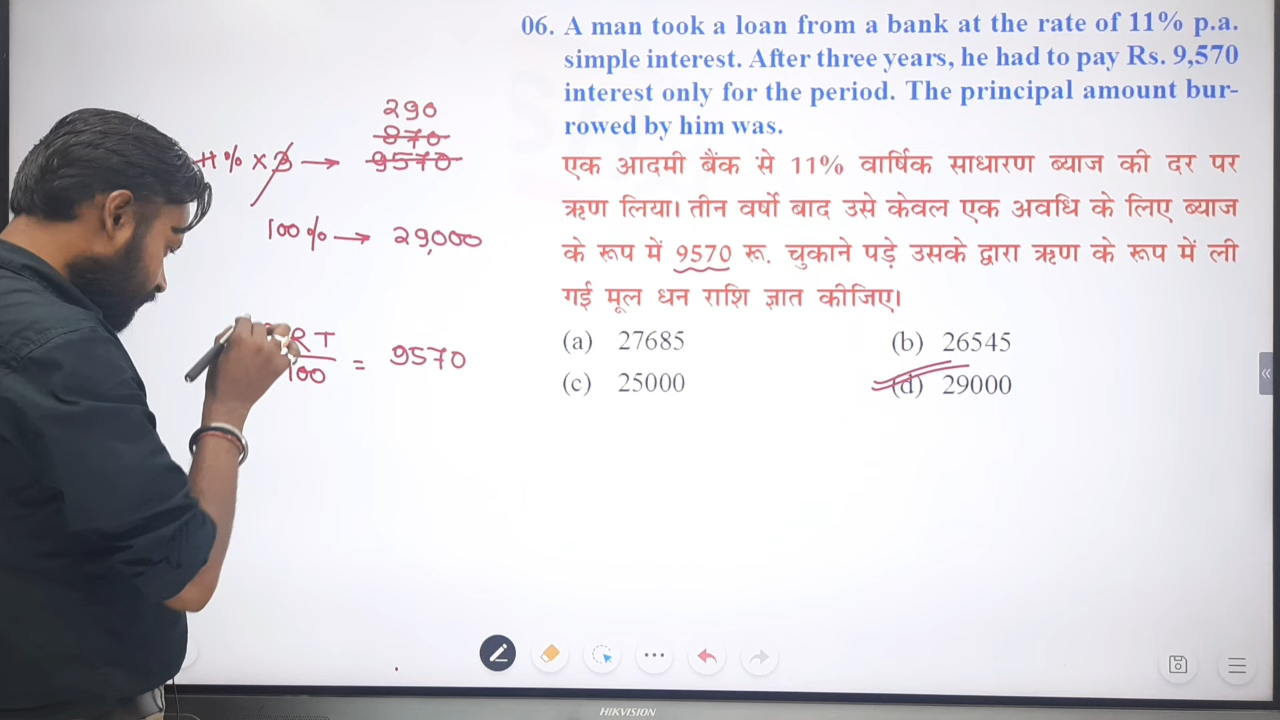 06. A man took a loan from a bank at the rate of 11% p.a.
simple interest. After three years, he had to pay Rs. 9,570
interest only for the period. The principal amount bur-
rowed by him was.
एक आदमी बैंक से 11% वार्षिक साधारण ब्याज की दर पर
ऋण लिया। तीन वर्षो बाद उसे केवल एक अवधि के लिए ब्याज
के रूप में 9570 रू. चुकाने पड़े उसके द्वारा ऋण के रूप में ली
गई मूल धन राशि ज्ञात कीजिए।
(a) 27685
(b) 26545
(c) 25000
(d) 29000
290
870
11% × 3 → 9570
100% → 29,000
RT
100 = 9570
HIKVISION